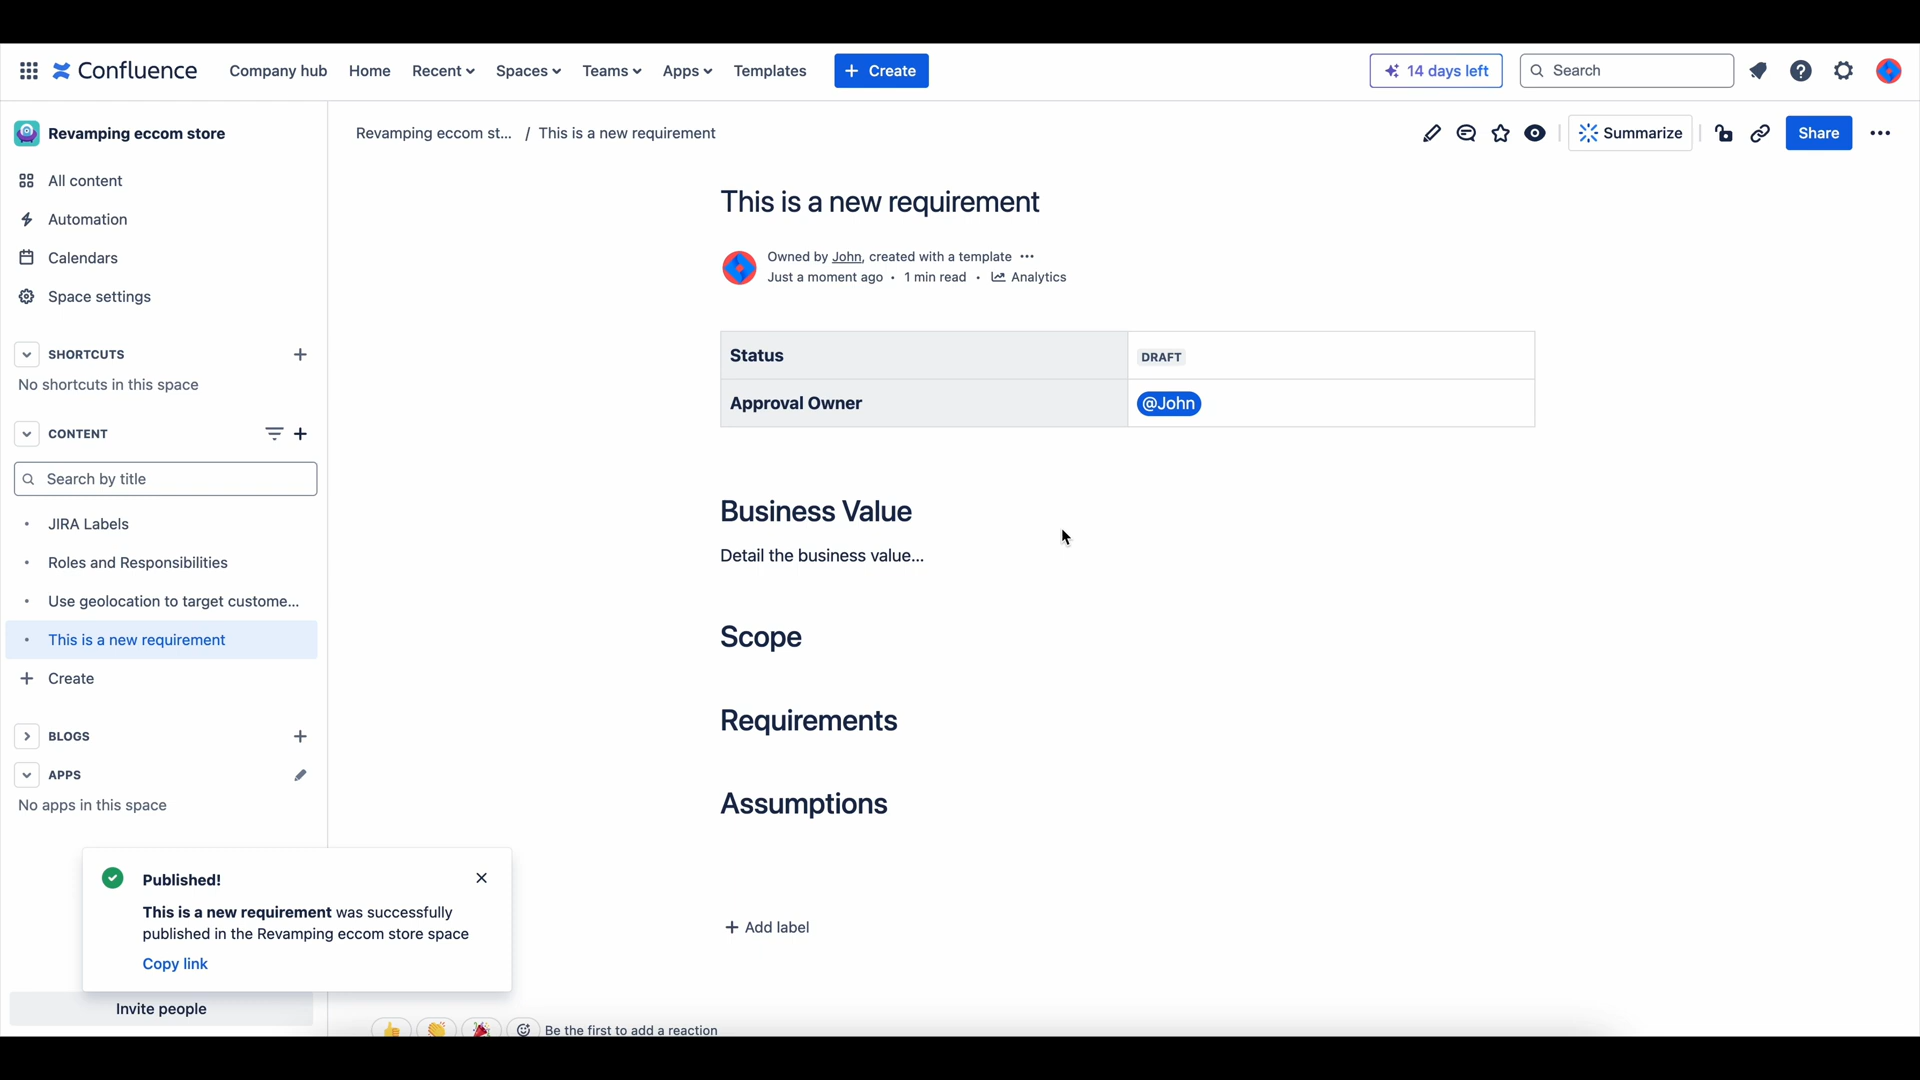 Confluence Company hub Home Recent Spaces Teams Apps Templates + Create 14 days left Search
Revamping eccom store
All content
Automation
Calendars
Space settings
SHORTCUTS
No shortcuts in this space
CONTENT
Search by title
• JIRA Labels
• Roles and Responsibilities
• Use geolocation to target custome...
• This is a new requirement
+ Create
BLOGS
APPS
No apps in this space
Revamping eccom st... / This is a new requirement
Summarize Share
This is a new requirement
Owned by John, created with a template •••
Just a moment ago • 1 min read • Analytics
Status DRAFT
Approval Owner @John
Business Value
Detail the business value...
Scope
Requirements
Assumptions
+ Add label
Published!
This is a new requirement was successfully
published in the Revamping eccom store space
Copy link
Invite people
Be the first to add a reaction